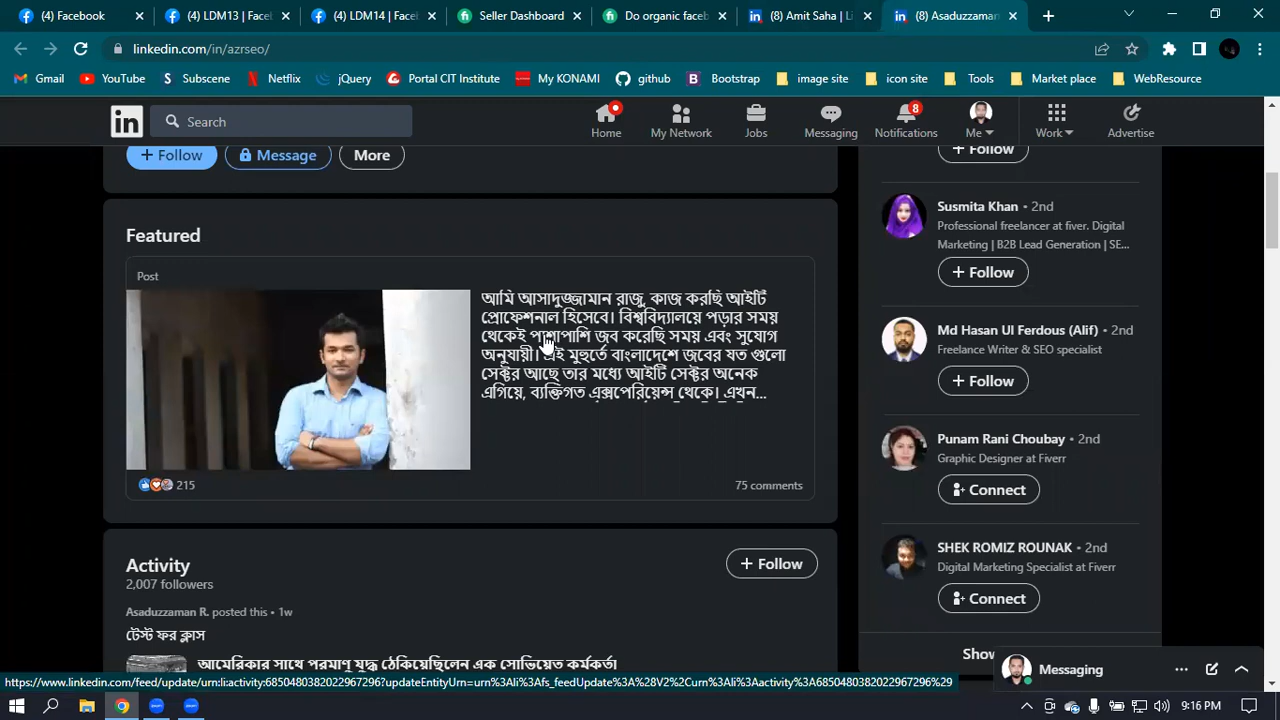 (4) Facebook
(4) LDM13 | Facel
(4) LDM14 | Facel
Seller Dashboard
Do organic facebo
(8) Amit Saha | Li
(8) Asaduzzaman
linkedin.com/in/azrseo/
Gmail
YouTube
Subscene
Netflix
jQuery
Portal CIT Institute
My KONAMI
github
Bootstrap
image site
icon site
Tools
Market place
WebResource
Search
Home
My Network
Jobs
Messaging
8
Notifications
Me
Work
Advertise
+ Follow
Message
More
Featured
Post
আমি আসাদুজ্জামান রাজু, কাজ করছি আইটি
প্রোফেশনাল হিসেবে। বিশ্ববিদ্যালয়ে পড়ার সময়
থেকেই পাশাপাশি জব করেছি সময় এবং সুযোগ
অনুযায়ী। এই মূহুর্তে বাংলাদেশে জবের যত গুলো
সেক্টর আছে তার মধ্যে আইটি সেক্টর অনেক
এগিয়ে, ব্যক্তিগত এক্সপেরিয়েন্স থেকে। এখন...
215
75 comments
Activity
2,007 followers
+ Follow
Asaduzzaman R. posted this • 1w
টেস্ট ফর ক্লাস
আমেরিকার সাথে পরমাণু যুদ্ধ ঠেকিয়েছিলেন এক সোভিয়েত কর্মকর্তা
+ Follow
Susmita Khan • 2nd
Professional freelancer at fiver. Digital
Marketing | B2B Lead Generation | SE...
+ Follow
Md Hasan Ul Ferdous (Alif) • 2nd
Freelance Writer & SEO specialist
+ Follow
Punam Rani Choubay • 2nd
Graphic Designer at Fiverr
Connect
SHEK ROMIZ ROUNAK • 2nd
Digital Marketing Specialist at Fiverr
Connect
Show
Messaging
https://www.linkedin.com/feed/update/urn:li:activity:6850480382022967296?updateEntityUrn=urn%3Ali%3Afs_feedUpdate%3A%28V2%2Curn%3Ali%3Aactivity%3A6850480382022967296%29
9:16 PM